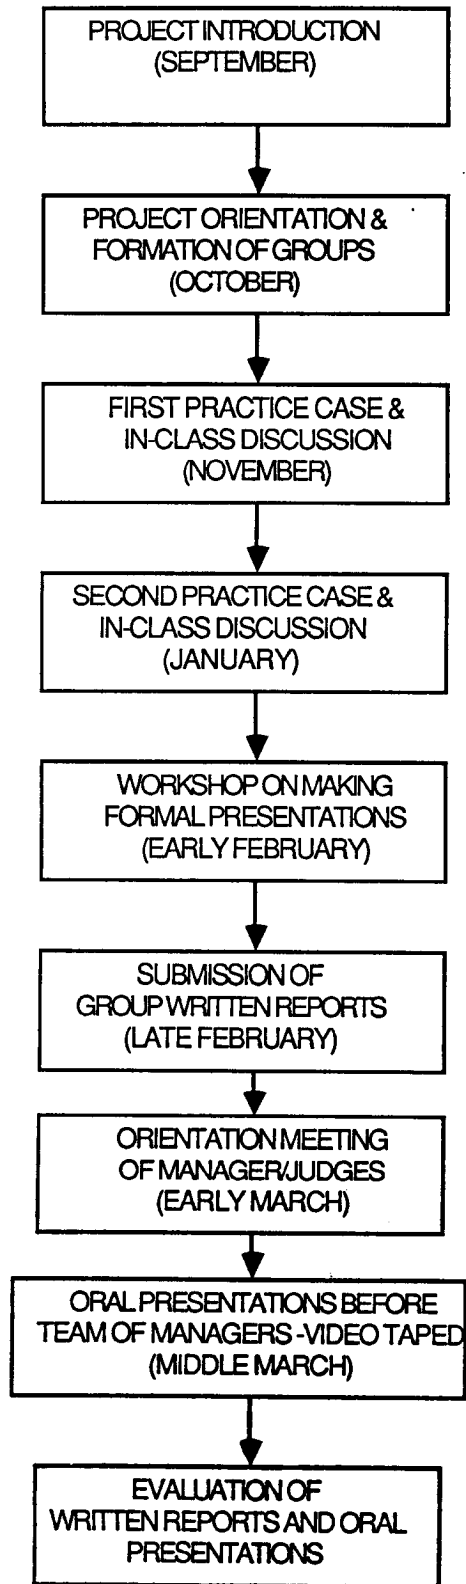 PROJECT INTRODUCTION
(SEPTEMBER)
PROJECT ORIENTATION &
FORMATION OF GROUPS
(OCTOBER)
FIRST PRACTICE CASE &
IN-CLASS DISCUSSION
(NOVEMBER)
SECOND PRACTICE CASE &
IN-CLASS DISCUSSION
(JANUARY)
WORKSHOP ON MAKING
FORMAL PRESENTATIONS
(EARLY FEBRUARY)
SUBMISSION OF
GROUP WRITTEN REPORTS
(LATE FEBRUARY)
ORIENTATION MEETING
OF MANAGER/JUDGES
(EARLY MARCH)
ORAL PRESENTATIONS BEFORE
TEAM OF MANAGERS - VIDEO TAPED
(MIDDLE MARCH)
EVALUATION OF
WRITTEN REPORTS AND ORAL
PRESENTATIONS